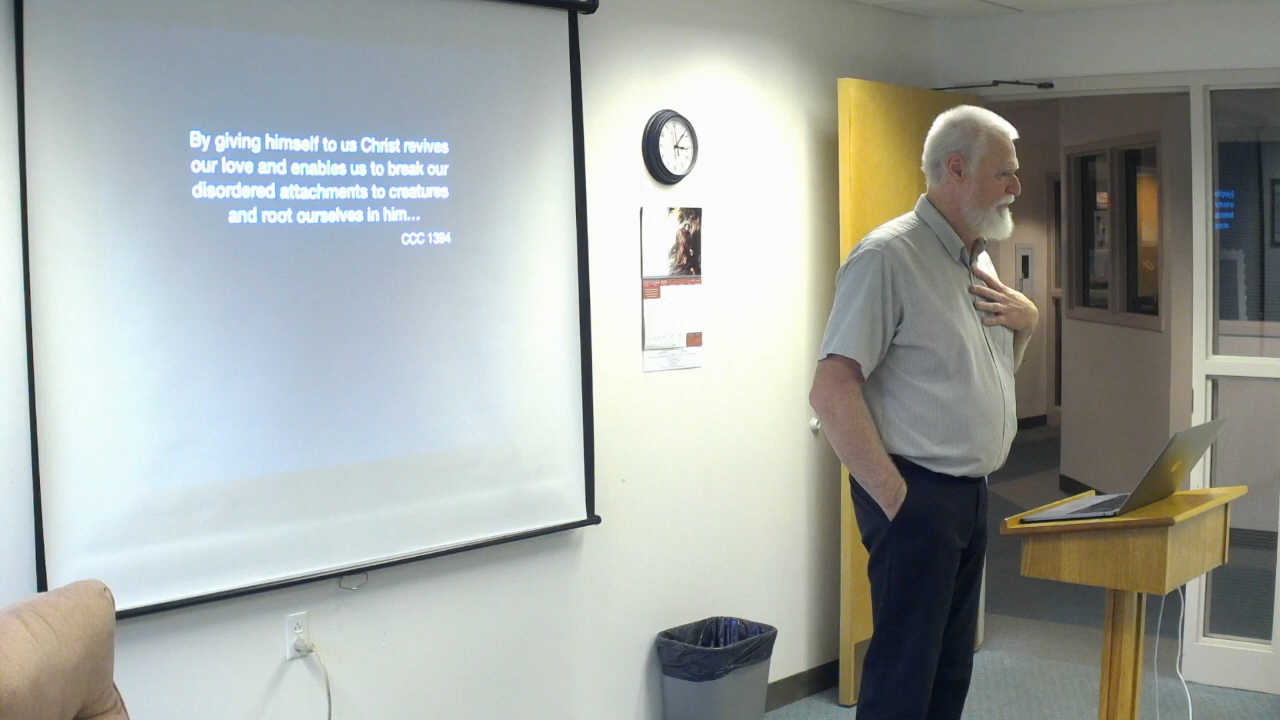 By giving himself to us Christ revives
our love and enables us to break our
disordered attachments to creatures
and root ourselves in him...
CCC 1394